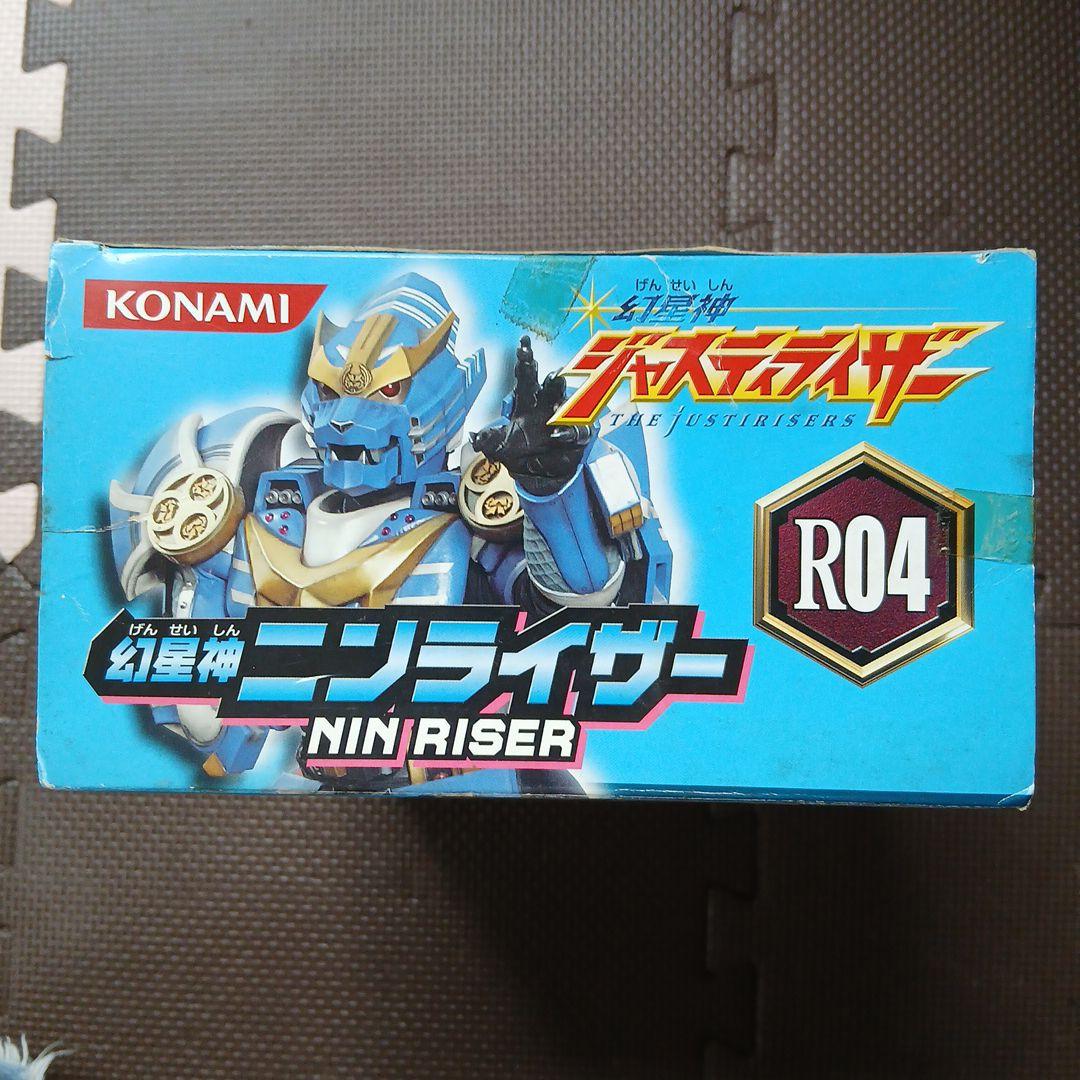 KONAMI
げん せい しん
幻星神
ジャスティライザー
THE JUSTIRISERS
R04
げん せい しん
幻星神 ニンライザー
NIN RISER